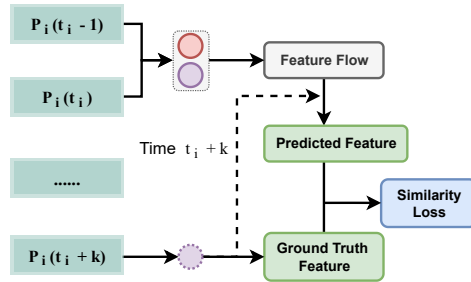 P i (t i - 1)
Feature Flow
P i (t i )
Time t i + k
Predicted Feature
......
Similarity
Loss
P i (t i + k)
Ground Truth
Feature